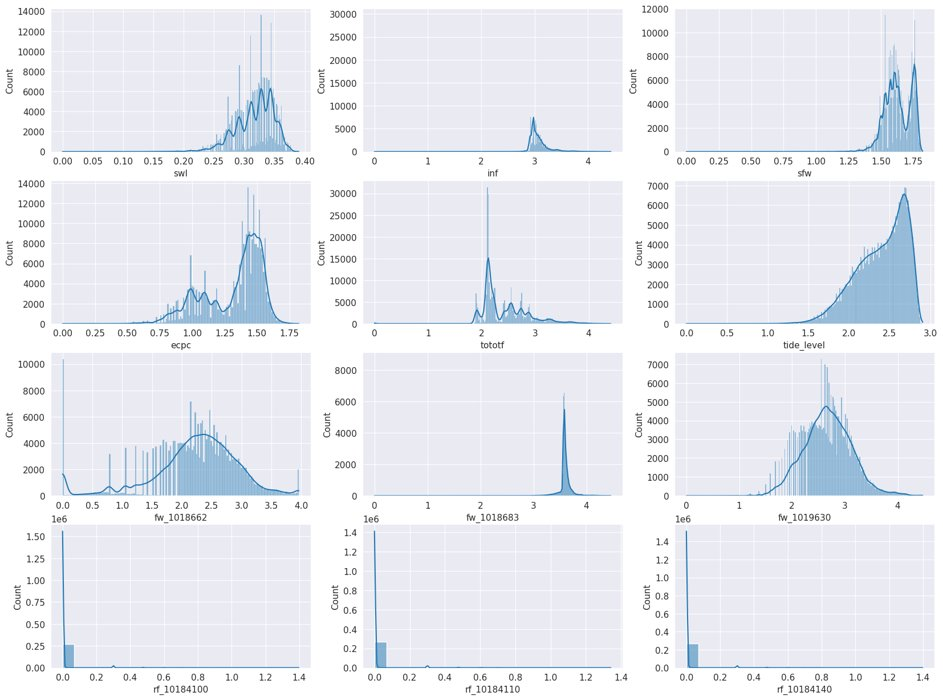 14000
12000
10000
8000
6000
4000
2000
0
Count
0.00 0.05 0.10 0.15 0.20 0.25 0.30 0.35 0.40
swl
30000
25000
20000
15000
10000
5000
0
Count
0 1 2 3 4
inf
12000
10000
8000
6000
4000
2000
0
Count
0.00 0.25 0.50 0.75 1.00 1.25 1.50 1.75
sfw
14000
12000
10000
8000
6000
4000
2000
0
Count
0.00 0.25 0.50 0.75 1.00 1.25 1.50 1.75
ecpc
30000
25000
20000
15000
10000
5000
0
Count
0 1 2 3 4
tototf
7000
6000
5000
4000
3000
2000
1000
0
Count
0.0 0.5 1.0 1.5 2.0 2.5 3.0
tide_level
10000
8000
6000
4000
2000
0
Count
0.0 0.5 1.0 1.5 2.0 2.5 3.0 3.5 4.0
fw_1018662
8000
6000
4000
2000
0
Count
0 1 2 3 4
fw_1018683
7000
6000
5000
4000
3000
2000
1000
0
Count
0 1 2 3 4
fw_1019630
1e6
1.50
1.25
1.00
0.75
0.50
0.25
0.00
Count
0.0 0.2 0.4 0.6 0.8 1.0 1.2 1.4
rf_10184100
1e6
1.4
1.2
1.0
0.8
0.6
0.4
0.2
0.0
Count
0.0 0.2 0.4 0.6 0.8 1.0 1.2 1.4
rf_10184110
1e6
1.4
1.2
1.0
0.8
0.6
0.4
0.2
0.0
Count
0.0 0.2 0.4 0.6 0.8 1.0 1.2 1.4
rf_10184140